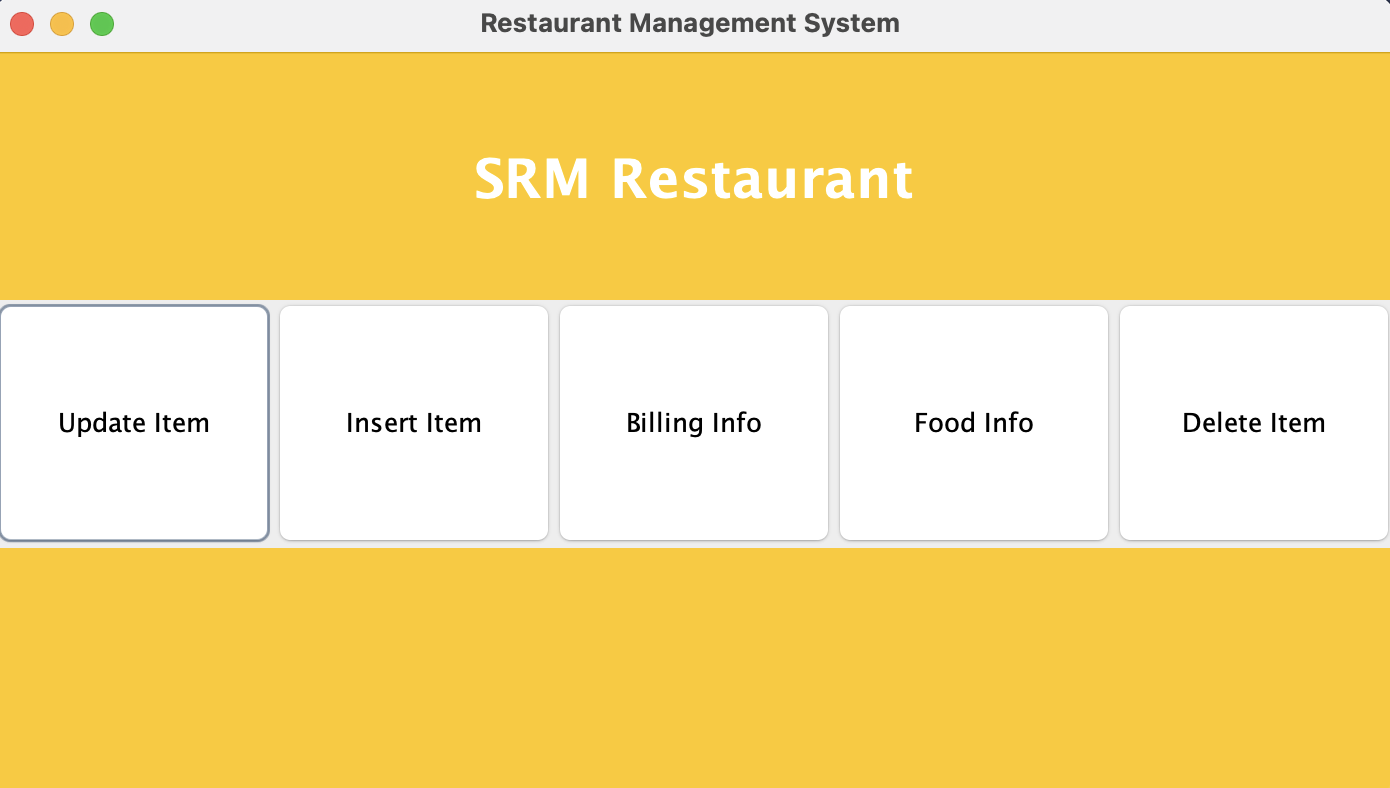 Restaurant Management System
SRM Restaurant
Update Item
Insert Item
Billing Info
Food Info
Delete Item